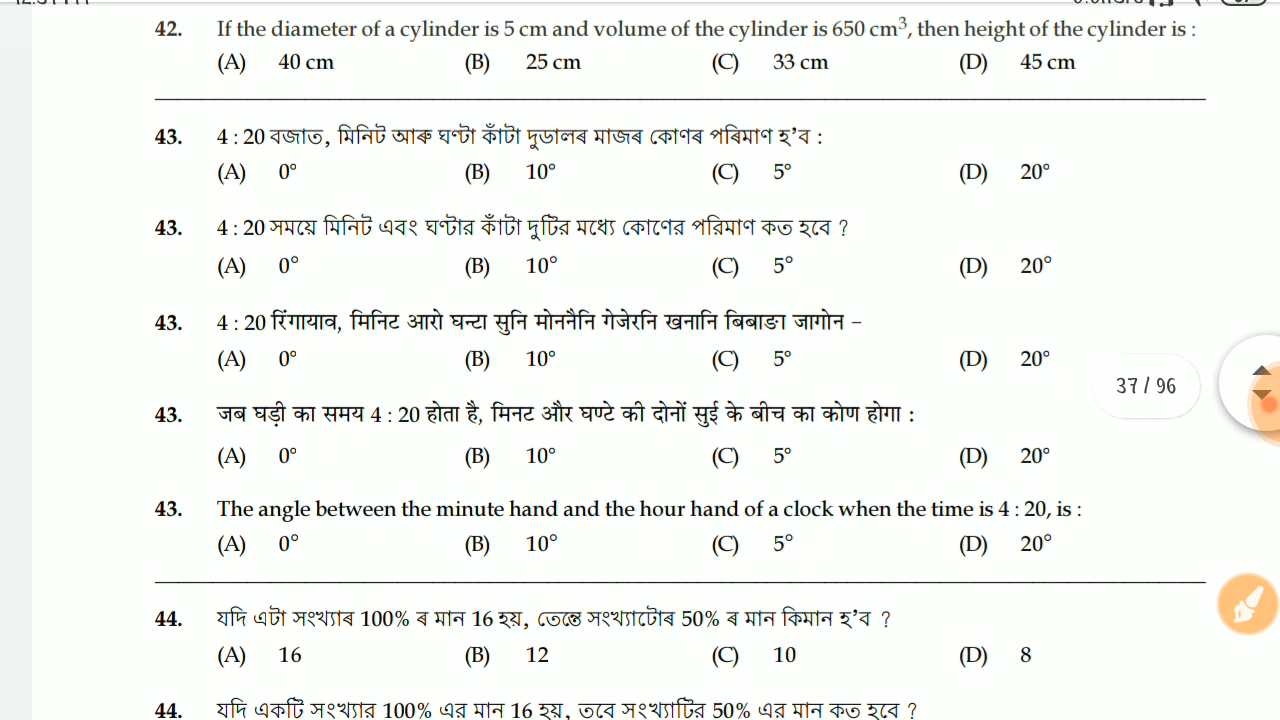 42. If the diameter of a cylinder is 5 cm and volume of the cylinder is 650 cm³, then height of the cylinder is :
(A) 40 cm (B) 25 cm (C) 33 cm (D) 45 cm
43. 4 : 20 বজাত, মিনিট আৰু ঘণ্টা কাঁটা দুডালৰ মাজৰ কোণৰ পৰিমাণ হ’ব :
(A) 0° (B) 10° (C) 5° (D) 20°
43. 4 : 20 সময়ে মিনিট এবং ঘণ্টার কাঁটা দুটির মধ্যে কোণের পরিমাণ কত হবে ?
(A) 0° (B) 10° (C) 5° (D) 20°
43. 4 : 20 रिंगायाव, मिनिट आरो घन्टा सुनि मोननैनि गेजेरनि खनानि बिबाङा जागोन –
(A) 0° (B) 10° (C) 5° (D) 20°
37 / 96
43. जब घड़ी का समय 4 : 20 होता है, मिनट और घण्टे की दोनों सुई के बीच का कोण होगा :
(A) 0° (B) 10° (C) 5° (D) 20°
43. The angle between the minute hand and the hour hand of a clock when the time is 4 : 20, is :
(A) 0° (B) 10° (C) 5° (D) 20°
44. যদি এটা সংখ্যাৰ 100% ৰ মান 16 হয়, তেন্তে সংখ্যাটোৰ 50% ৰ মান কিমান হ’ব ?
(A) 16 (B) 12 (C) 10 (D) 8
44. যদি একটি সংখ্যার 100% এর মান 16 হয়, তবে সংখ্যাটির 50% এর মান কত হবে ?